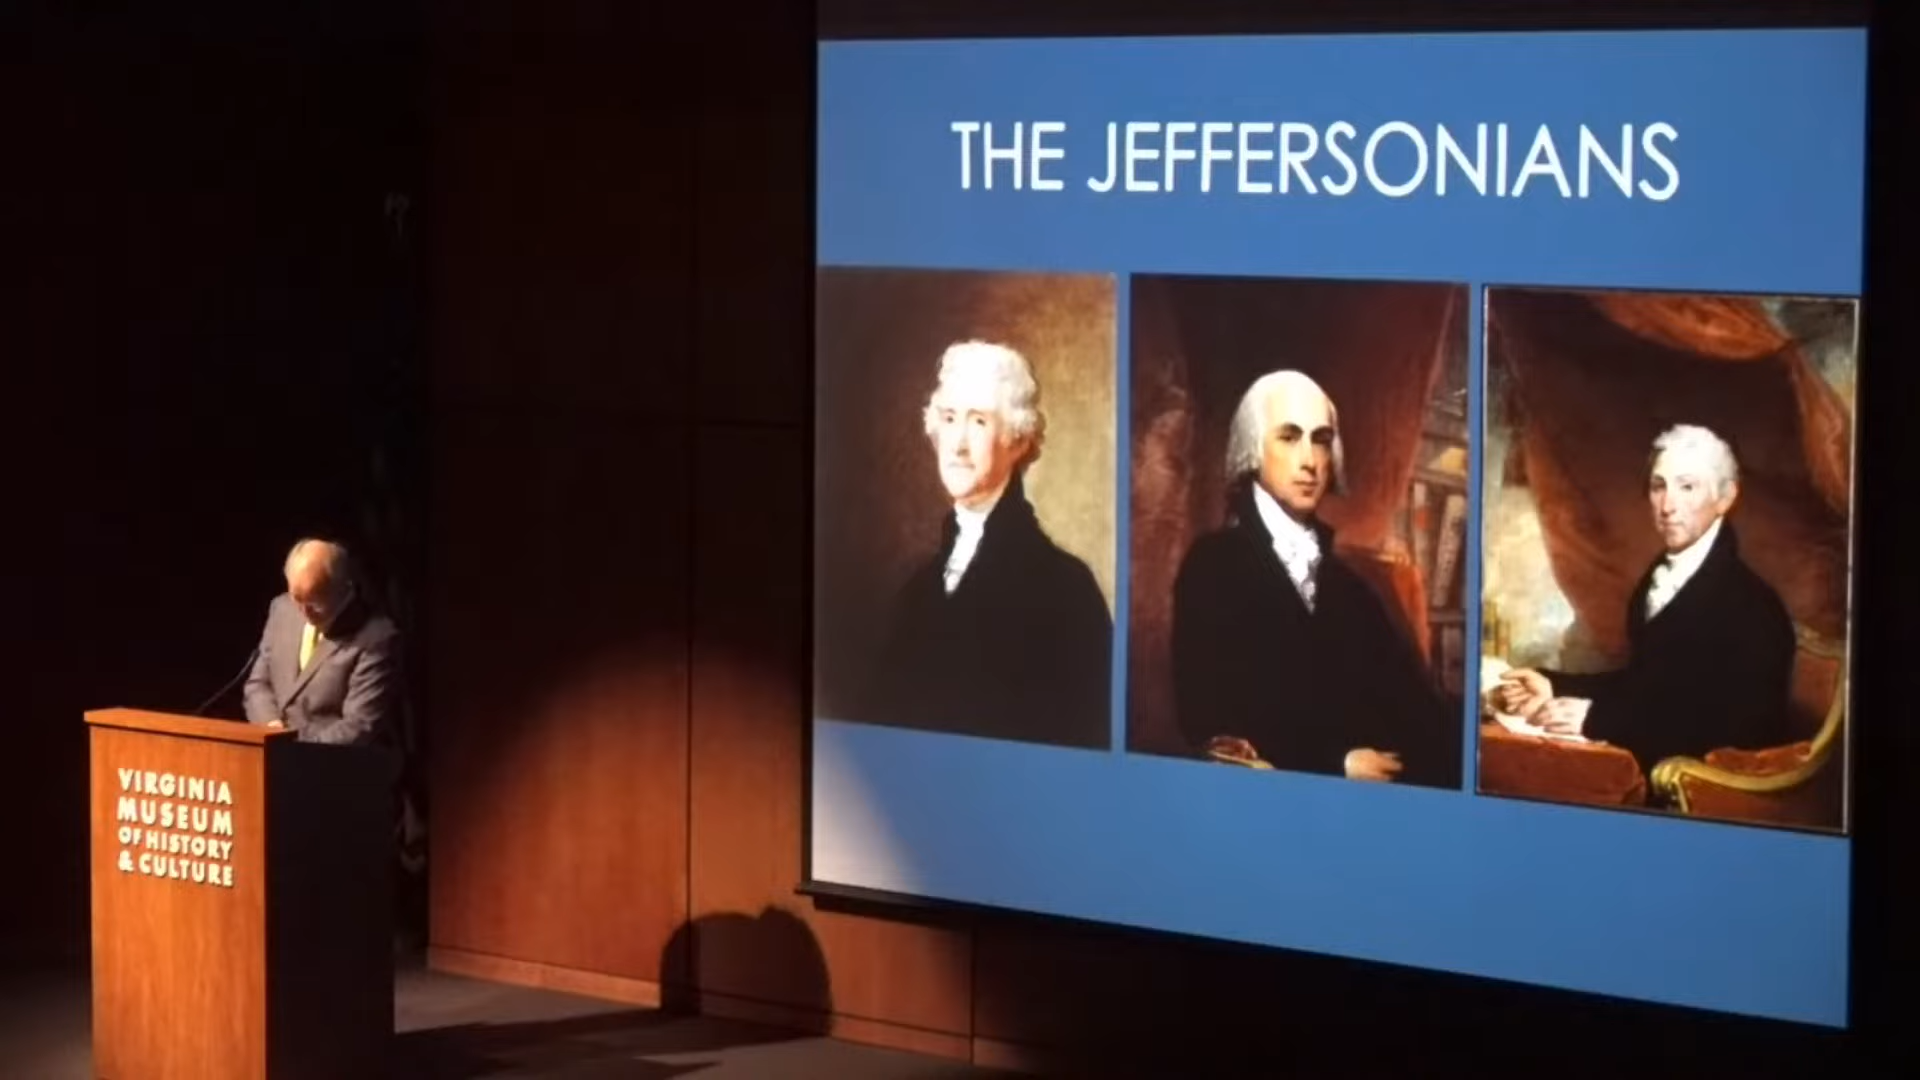 THE JEFFERSONIANS
VIRGINIA
MUSEUM
OF HISTORY
& CULTURE